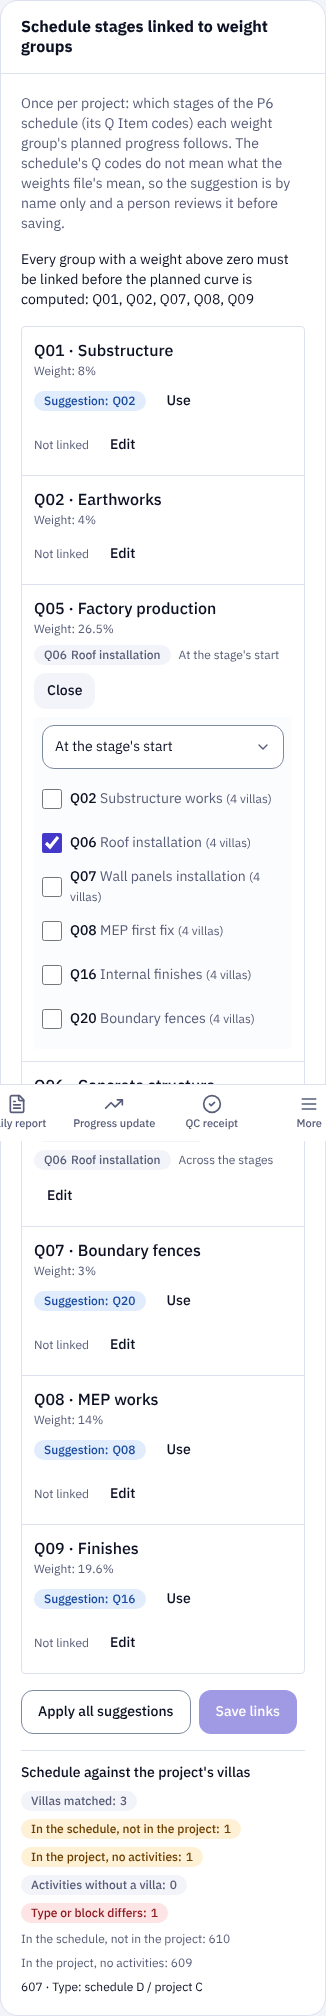 Schedule stages linked to weight
groups
Once per project: which stages of the P6
schedule (its Q Item codes) each weight
group's planned progress follows. The
schedule's Q codes do not mean what the
weights file's mean, so the suggestion is by
name only and a person reviews it before
saving.
Every group with a weight above zero must
be linked before the planned curve is
computed: Q01, Q02, Q07, Q08, Q09
Q01 · Substructure
Weight: 8%
Suggestion: Q02 Use
Not linked Edit
Q02 · Earthworks
Weight: 4%
Not linked Edit
Q05 · Factory production
Weight: 26.5%
Q06 Roof installation At the stage's start
Close
At the stage's start
Q02 Substructure works (4 villas)
Q06 Roof installation (4 villas)
Q07 Wall panels installation (4
villas)
Q08 MEP first fix (4 villas)
Q16 Internal finishes (4 villas)
Q20 Boundary fences (4 villas)
ily report Progress update QC receipt More
Q06 Roof installation Across the stages
Edit
Q07 · Boundary fences
Weight: 3%
Suggestion: Q20 Use
Not linked Edit
Q08 · MEP works
Weight: 14%
Suggestion: Q08 Use
Not linked Edit
Q09 · Finishes
Weight: 19.6%
Suggestion: Q16 Use
Not linked Edit
Apply all suggestions Save links
Schedule against the project's villas
Villas matched: 3
In the schedule, not in the project: 1
In the project, no activities: 1
Activities without a villa: 0
Type or block differs: 1
In the schedule, not in the project: 610
In the project, no activities: 609
607 · Type: schedule D / project C